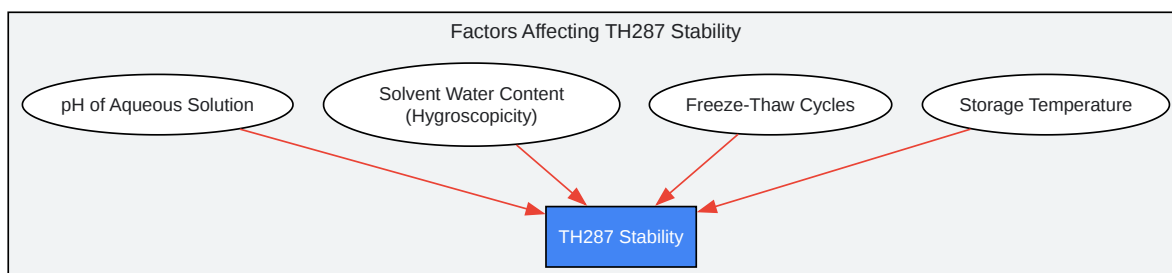 Factors Affecting TH287 Stability
pH of Aqueous Solution
Solvent Water Content
(Hygroscopicity)
Freeze-Thaw Cycles
Storage Temperature
TH287 Stability